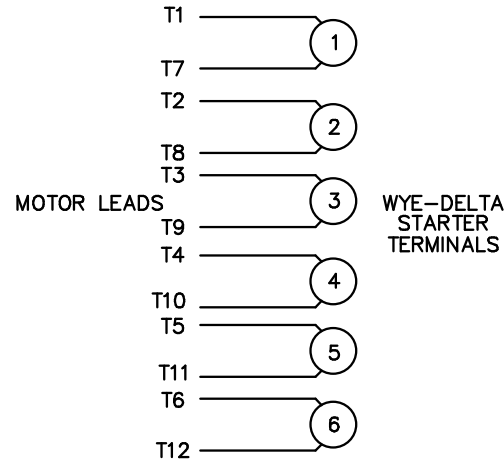 T1
1
T7
T2
2
T8
T3
MOTOR LEADS
3
WYE-DELTA
STARTER
TERMINALS
T9
T4
4
T10
T5
5
T11
T6
6
T12